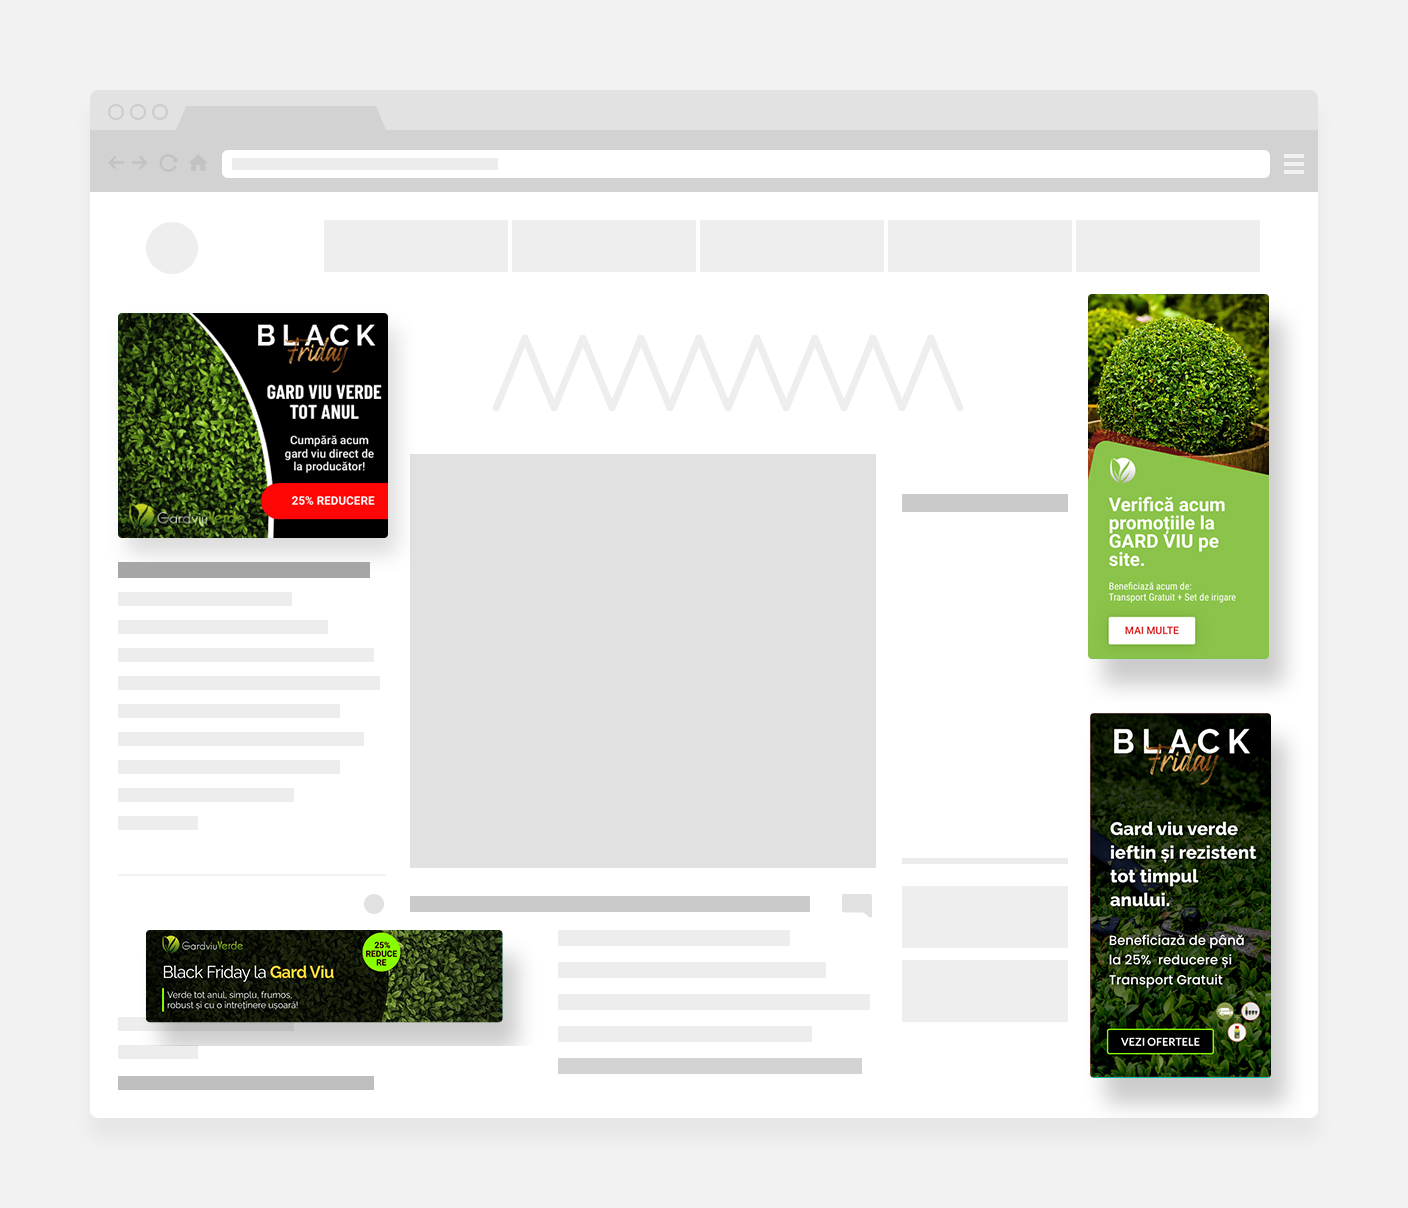 BLACK
Friday
GARD VIU VERDE
TOT ANUL
Cumpără acum
gard viu direct de
la producător!
25% REDUCERE
GardviuVerde
Verifică acum
promoțiile la
GARD VIU pe
site.
Beneficiază acum de:
Transport Gratuit + Set de irigare
MAI MULTE
BLACK
Friday
Gard viu verde
ieftin și rezistent
tot timpul
anului.
Beneficiază de până
la 25% reducere și
Transport Gratuit
VEZI OFERTELE
GardviuVerde
25%
REDUCE
RE
Black Friday la Gard Viu
Verde tot anul, simplu, frumos,
robust și cu o întreținere ușoară!